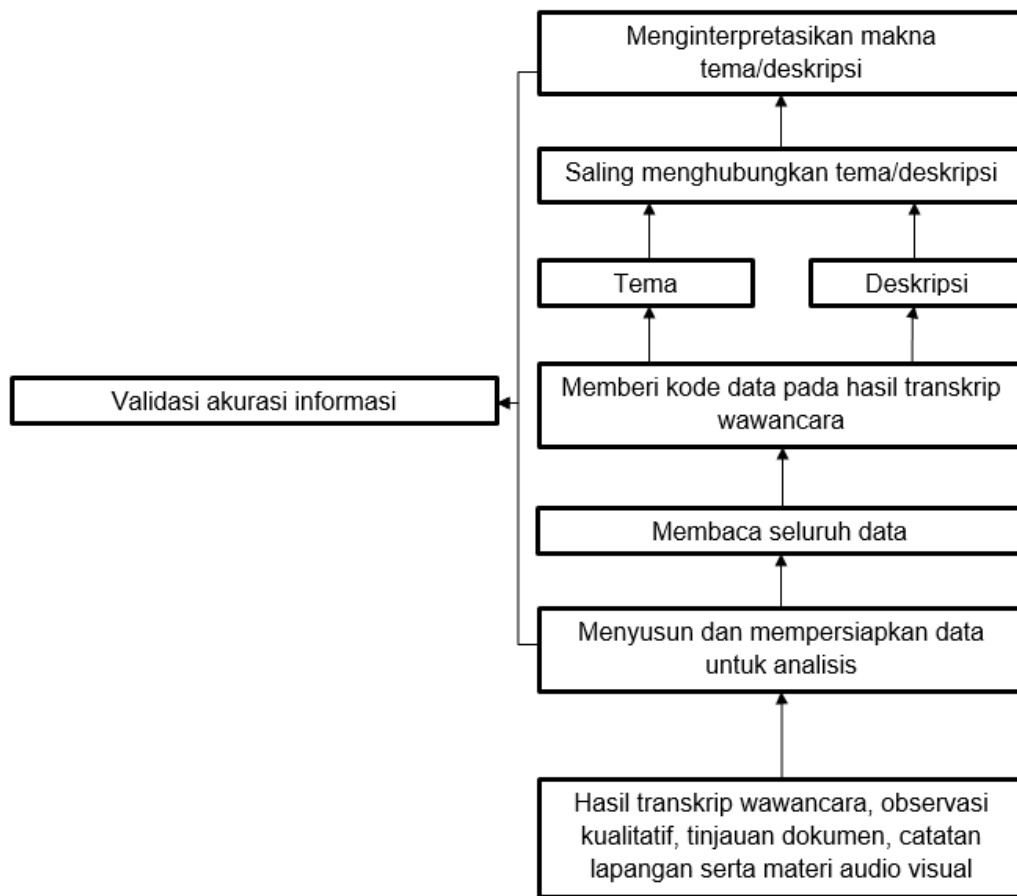 Menginterpretasikan makna
tema/deskripsi
Saling menghubungkan tema/deskripsi
Tema
Deskripsi
Memberi kode data pada hasil transkrip
wawancara
Validasi akurasi informasi
Membaca seluruh data
Menyusun dan mempersiapkan data
untuk analisis
Hasil transkrip wawancara, observasi
kualitatif, tinjauan dokumen, catatan
lapangan serta materi audio visual